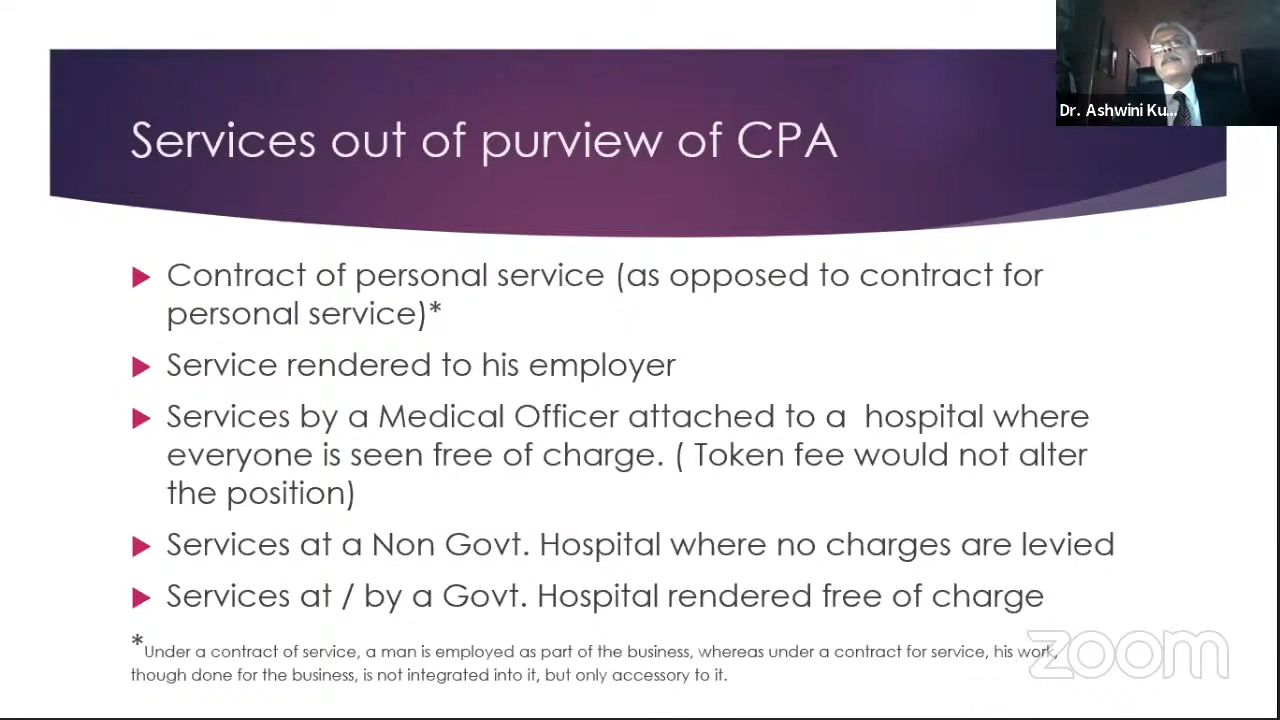 Dr. Ashwini Ku...
Services out of purview of CPA
Contract of personal service (as opposed to contract for
personal service)*
Service rendered to his employer
Services by a Medical Officer attached to a hospital where
everyone is seen free of charge. ( Token fee would not alter
the position)
Services at a Non Govt. Hospital where no charges are levied
Services at / by a Govt. Hospital rendered free of charge
*Under a contract of service, a man is employed as part of the business, whereas under a contract for service, his work,
though done for the business, is not integrated into it, but only accessory to it.
zoom